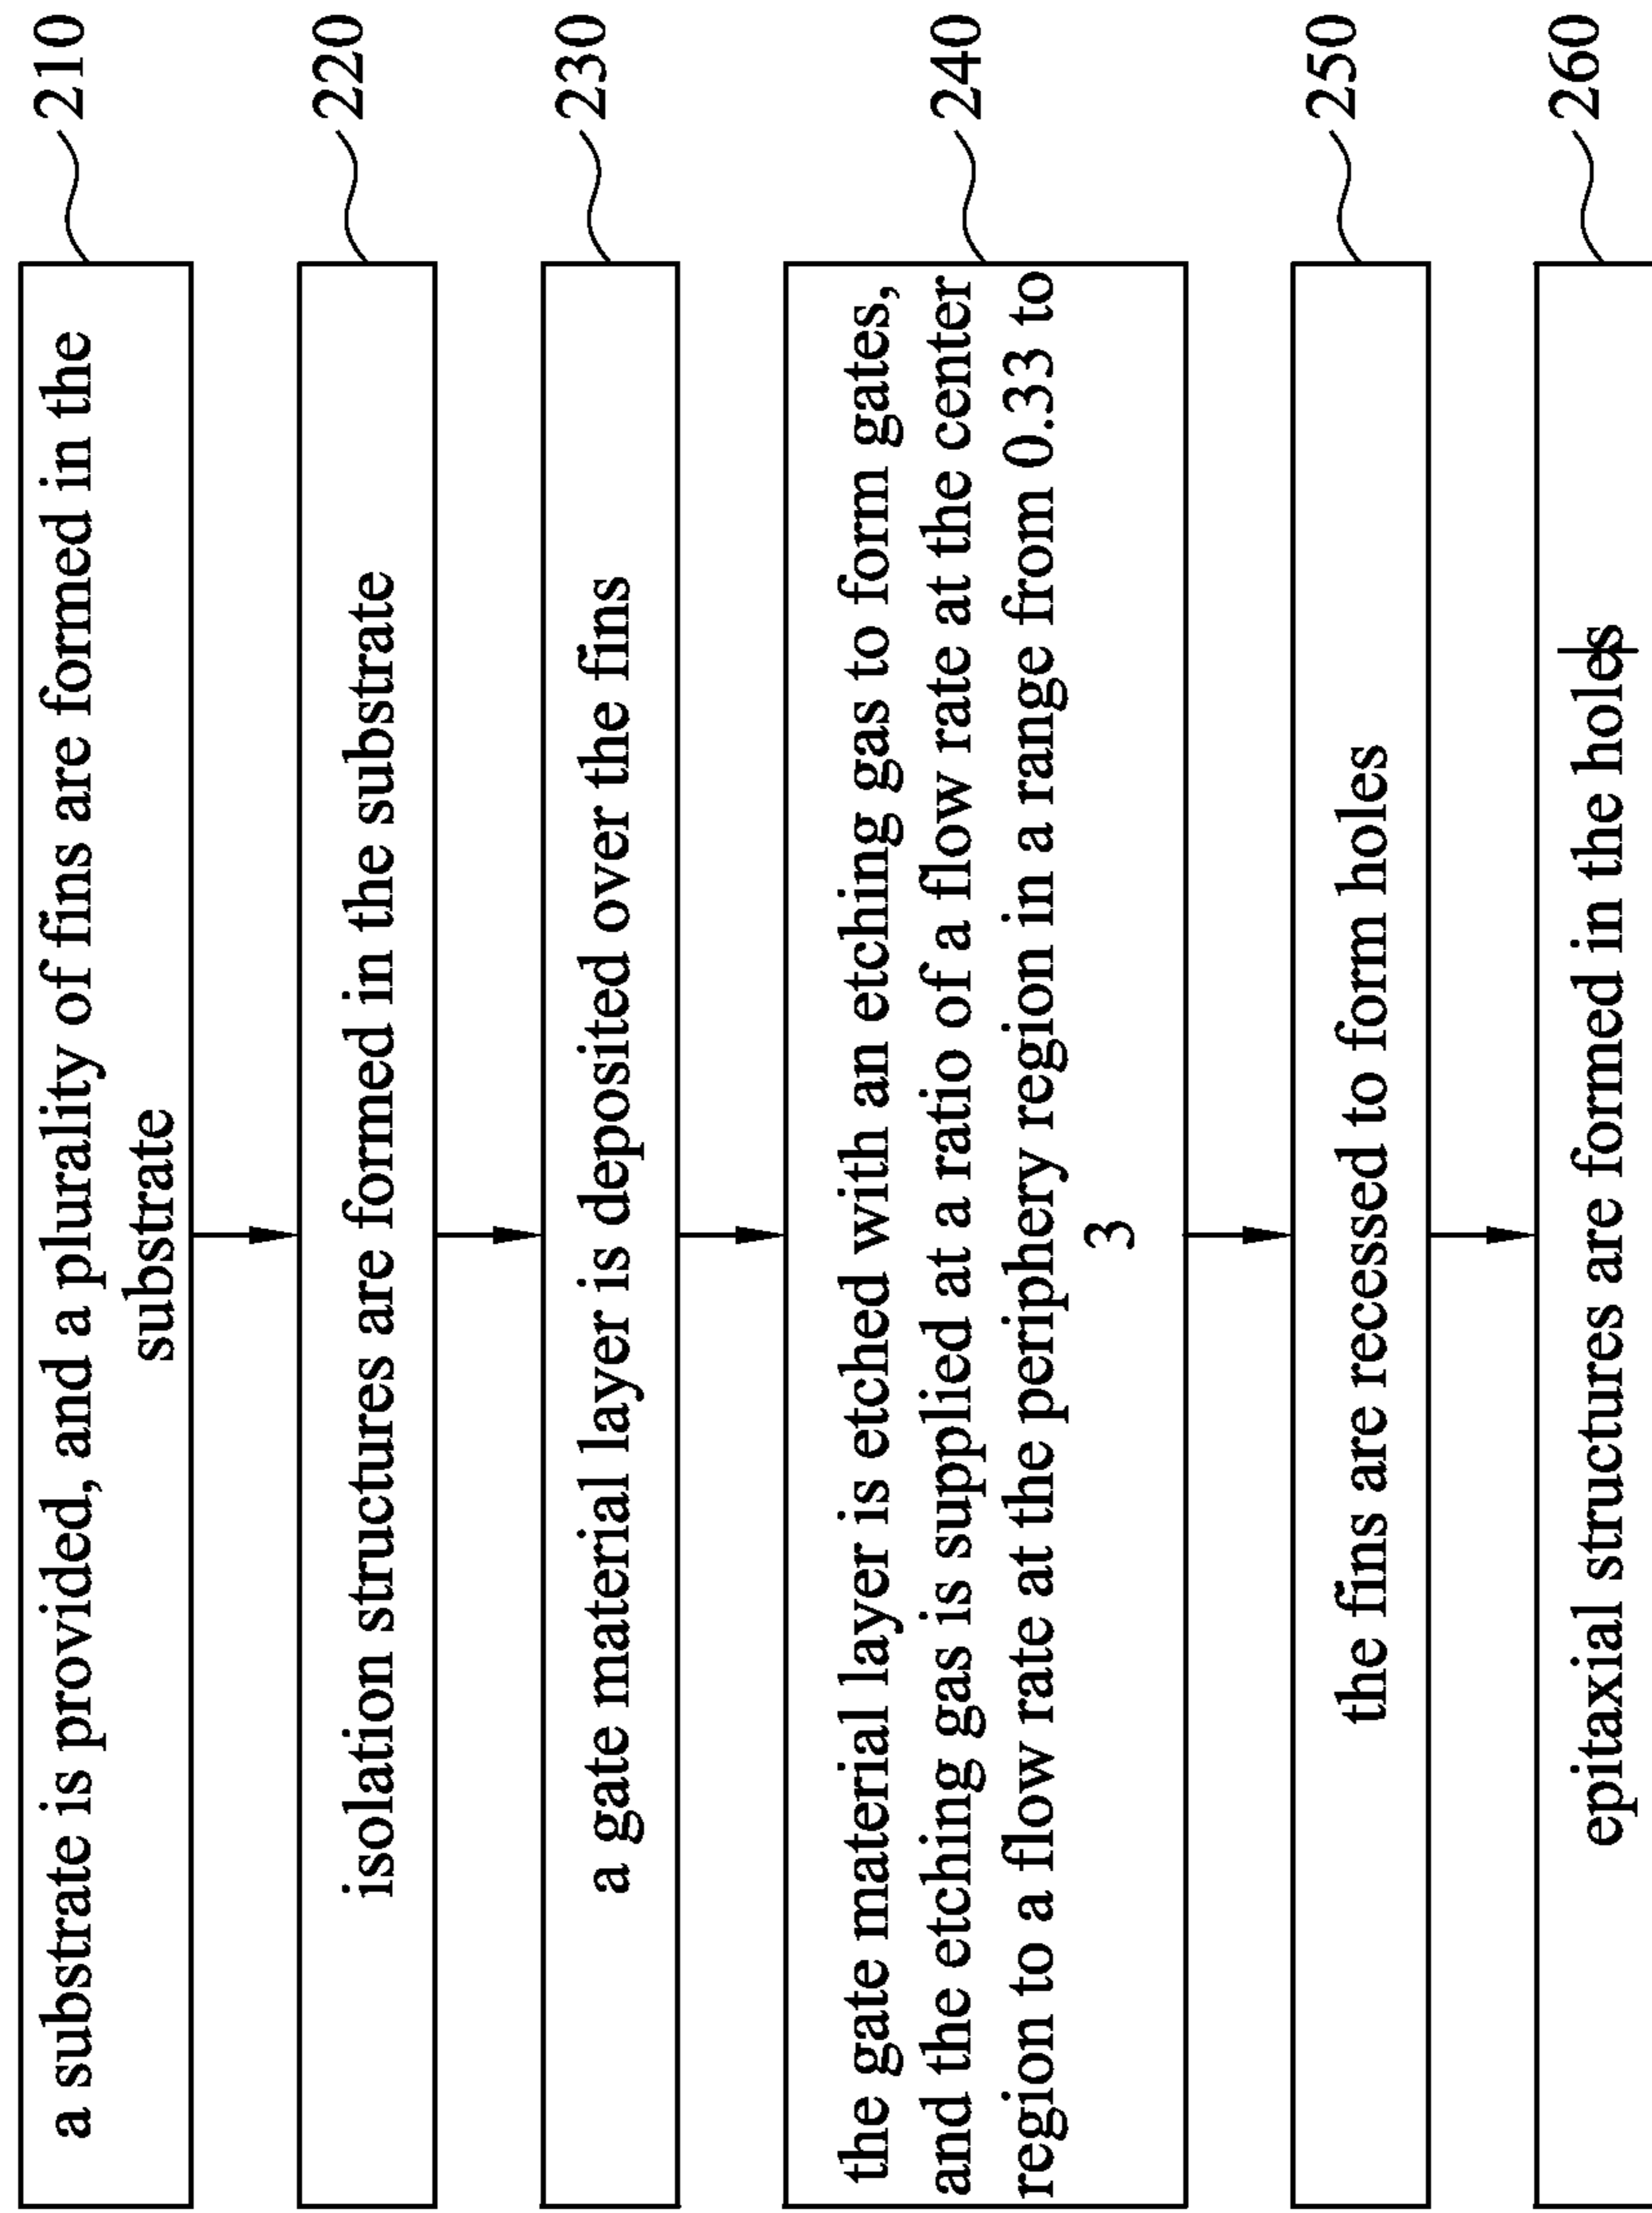 a substrate is provided, and a plurality of fins are formed in the
substrate
210
isolation structures are formed in the substrate
220
a gate material layer is deposited over the fins
230
the gate material layer is etched with an etching gas to form gates,
and the etching gas is supplied at a ratio of a flow rate at the center
region to a flow rate at the periphery region in a range from 0.33 to
3
240
the fins are recessed to form holes
250
epitaxial structures are formed in the holes
260